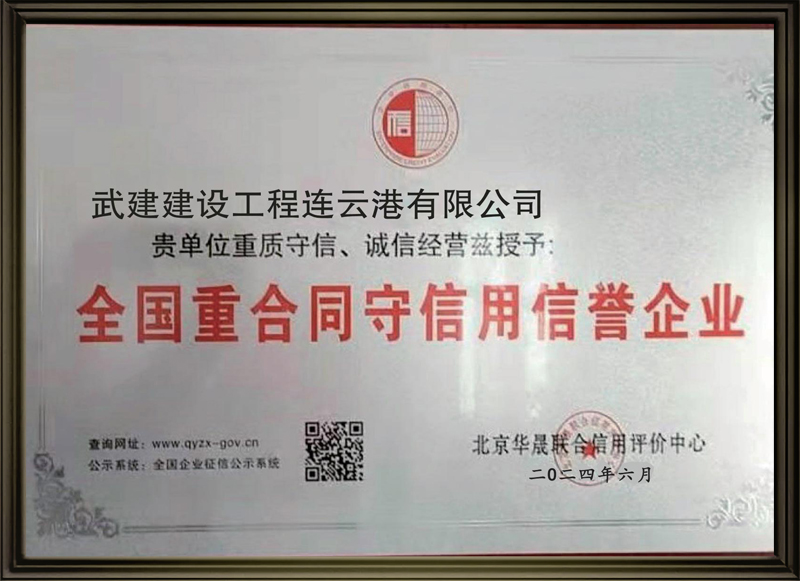 信
武建建设工程连云港有限公司
贵单位重质守信、诚信经营兹授予:
全国重合同守信用信誉企业
查询网址: www.qyzx-gov.cn
公示系统: 全国企业征信公示系统
北京华晟联合信用评价中心
二〇二四年六月